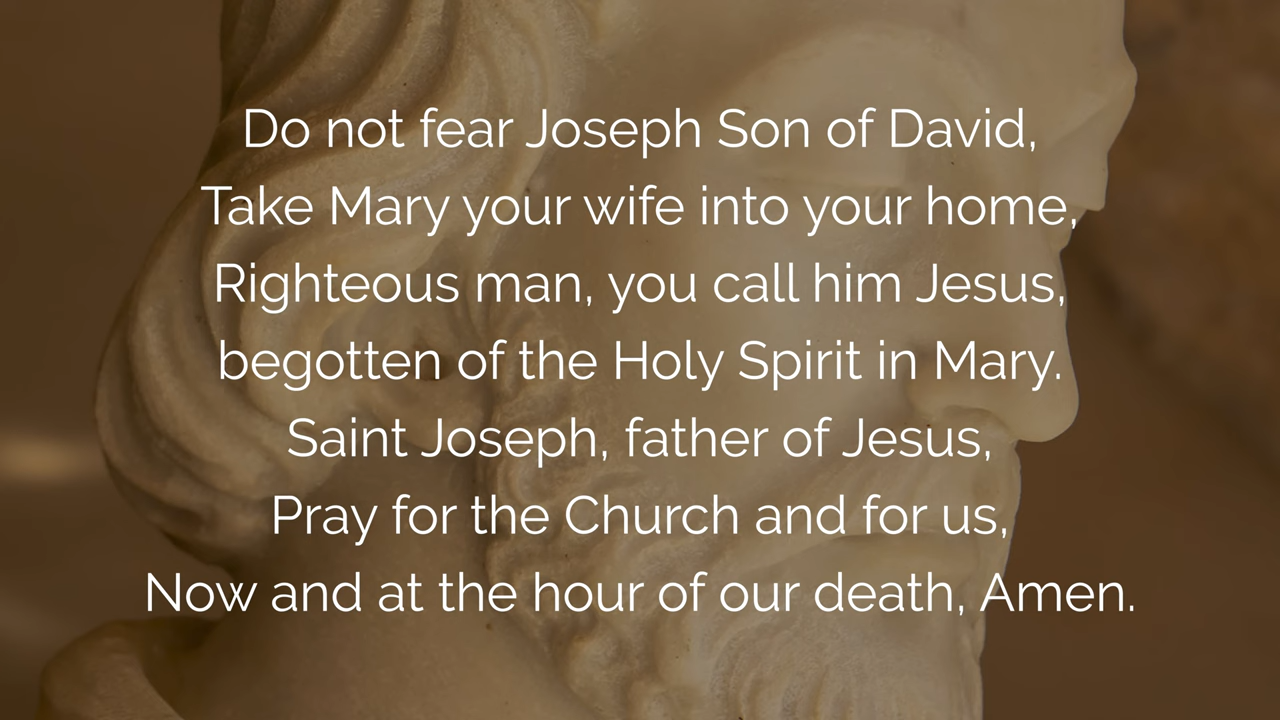 Do not fear Joseph Son of David,
Take Mary your wife into your home,
Righteous man, you call him Jesus,
begotten of the Holy Spirit in Mary.
Saint Joseph, father of Jesus,
Pray for the Church and for us,
Now and at the hour of our death, Amen.